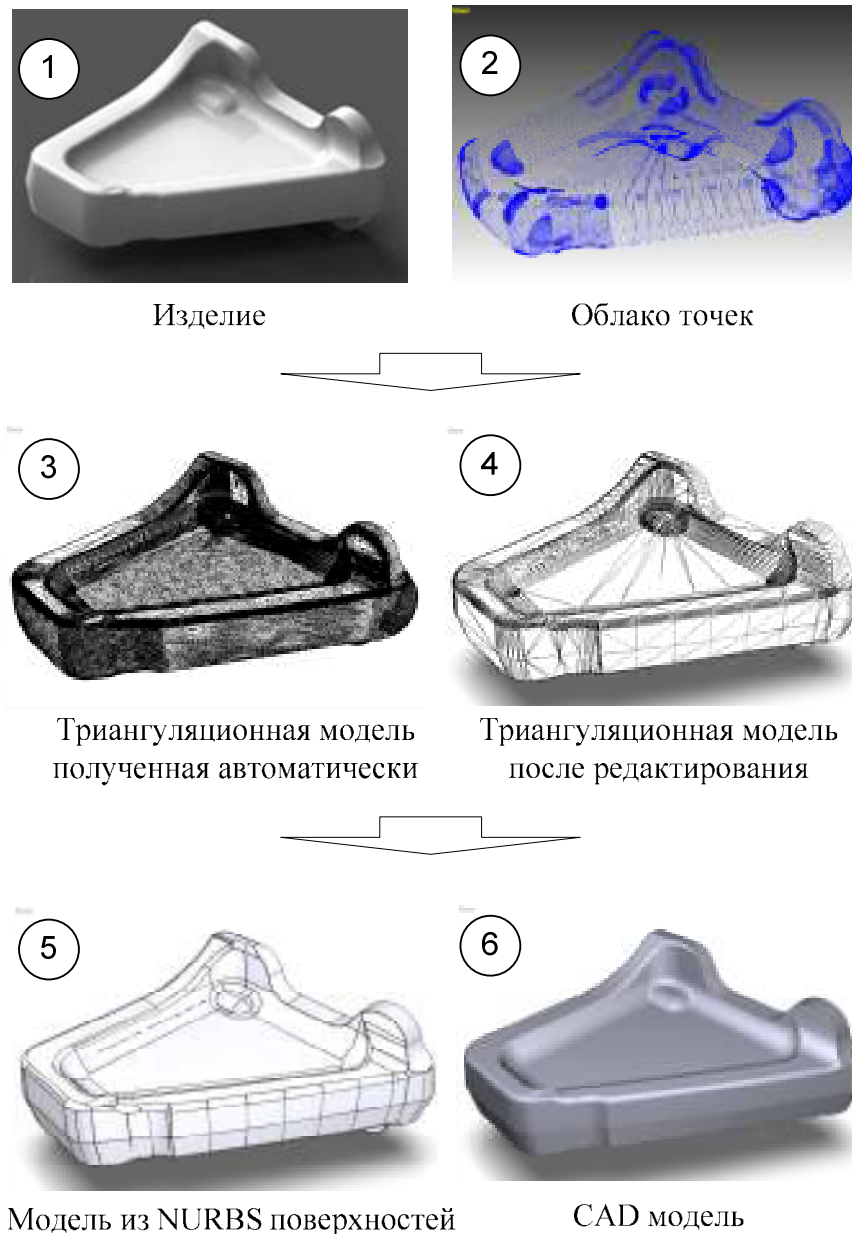 1
2
Изделие
Облако точек
3
4
Триангуляционная модель
полученная автоматически
Триангуляционная модель
после редактирования
5
6
Модель из NURBS поверхностей
CAD модель